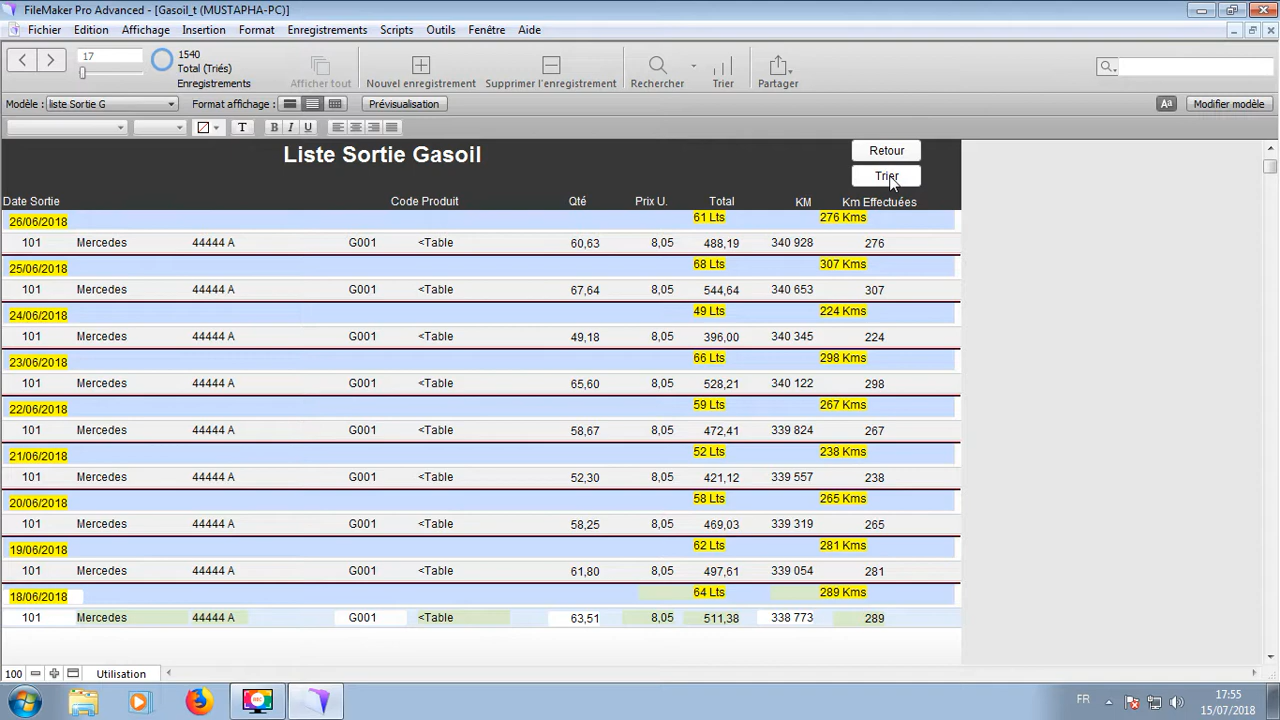 FileMaker Pro Advanced - [Gasoil_t (MUSTAPHA-PC)]
Fichier Edition Affichage Insertion Format Enregistrements Scripts Outils Fenêtre Aide
17
1540
Total (Triés)
Enregistrements
Afficher tout
Nouvel enregistrement
Supprimer l'enregistrement
Rechercher
Trier
Partager
Modèle : liste Sortie G Format affichage : Prévisualisation Aa Modifier modèle
T B I U
Liste Sortie Gasoil
Retour
Trier
Date Sortie Code Produit Qté Prix U. Total KM Km Effectuées
26/06/2018 61 Lts 276 Kms
101 Mercedes 44444 A G001 <Table 60,63 8,05 488,19 340 928 276
25/06/2018 68 Lts 307 Kms
101 Mercedes 44444 A G001 <Table 67,64 8,05 544,64 340 653 307
24/06/2018 49 Lts 224 Kms
101 Mercedes 44444 A G001 <Table 49,18 8,05 396,00 340 345 224
23/06/2018 66 Lts 298 Kms
101 Mercedes 44444 A G001 <Table 65,60 8,05 528,21 340 122 298
22/06/2018 59 Lts 267 Kms
101 Mercedes 44444 A G001 <Table 58,67 8,05 472,41 339 824 267
21/06/2018 52 Lts 238 Kms
101 Mercedes 44444 A G001 <Table 52,30 8,05 421,12 339 557 238
20/06/2018 58 Lts 265 Kms
101 Mercedes 44444 A G001 <Table 58,25 8,05 469,03 339 319 265
19/06/2018 62 Lts 281 Kms
101 Mercedes 44444 A G001 <Table 61,80 8,05 497,61 339 054 281
18/06/2018 64 Lts 289 Kms
101 Mercedes 44444 A G001 <Table 63,51 8,05 511,38 338 773 289
100 Utilisation
FR
17:55
15/07/2018